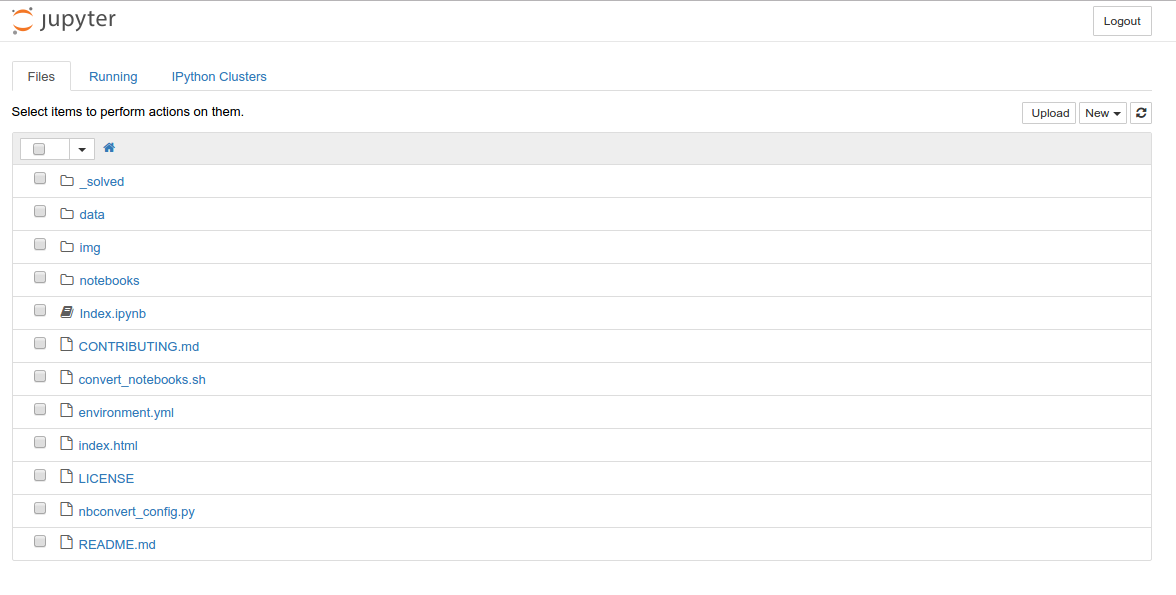 jupyter
Logout
Files Running IPython Clusters
Select items to perform actions on them.
Upload New
_solved
data
img
notebooks
Index.ipynb
CONTRIBUTING.md
convert_notebooks.sh
environment.yml
index.html
LICENSE
nbconvert_config.py
README.md